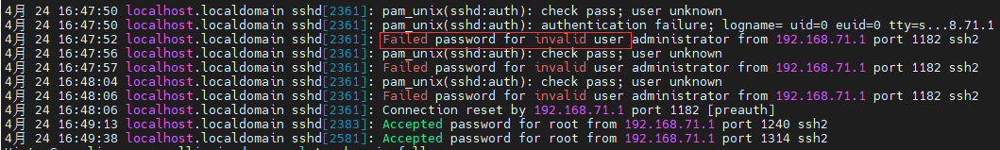 4月 24 16:47:50 localhost.localdomain sshd[2361]: pam_unix(sshd:auth): check pass; user unknown
4月 24 16:47:50 localhost.localdomain sshd[2361]: pam_unix(sshd:auth): authentication failure; logname= uid=0 euid=0 tty=s...8.71.1
4月 24 16:47:52 localhost.localdomain sshd[2361]: Failed password for invalid user administrator from 192.168.71.1 port 1182 ssh2
4月 24 16:47:56 localhost.localdomain sshd[2361]: pam_unix(sshd:auth): check pass; user unknown
4月 24 16:47:57 localhost.localdomain sshd[2361]: Failed password for invalid user administrator from 192.168.71.1 port 1182 ssh2
4月 24 16:48:04 localhost.localdomain sshd[2361]: pam_unix(sshd:auth): check pass; user unknown
4月 24 16:48:06 localhost.localdomain sshd[2361]: Failed password for invalid user administrator from 192.168.71.1 port 1182 ssh2
4月 24 16:48:06 localhost.localdomain sshd[2361]: Connection reset by 192.168.71.1 port 1182 [preauth]
4月 24 16:49:13 localhost.localdomain sshd[2383]: Accepted password for root from 192.168.71.1 port 1240 ssh2
4月 24 16:49:38 localhost.localdomain sshd[2581]: Accepted password for root from 192.168.71.1 port 1314 ssh2